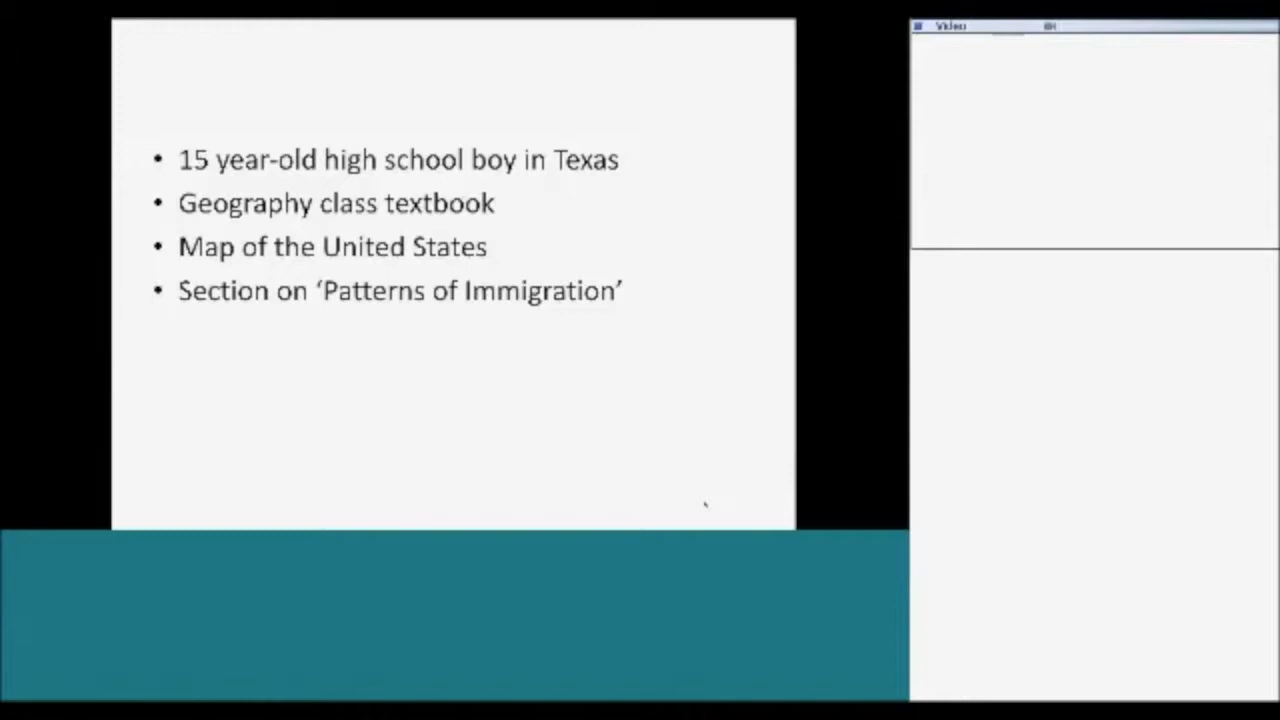 • 15 year-old high school boy in Texas
• Geography class textbook
• Map of the United States
• Section on ‘Patterns of Immigration’
Video